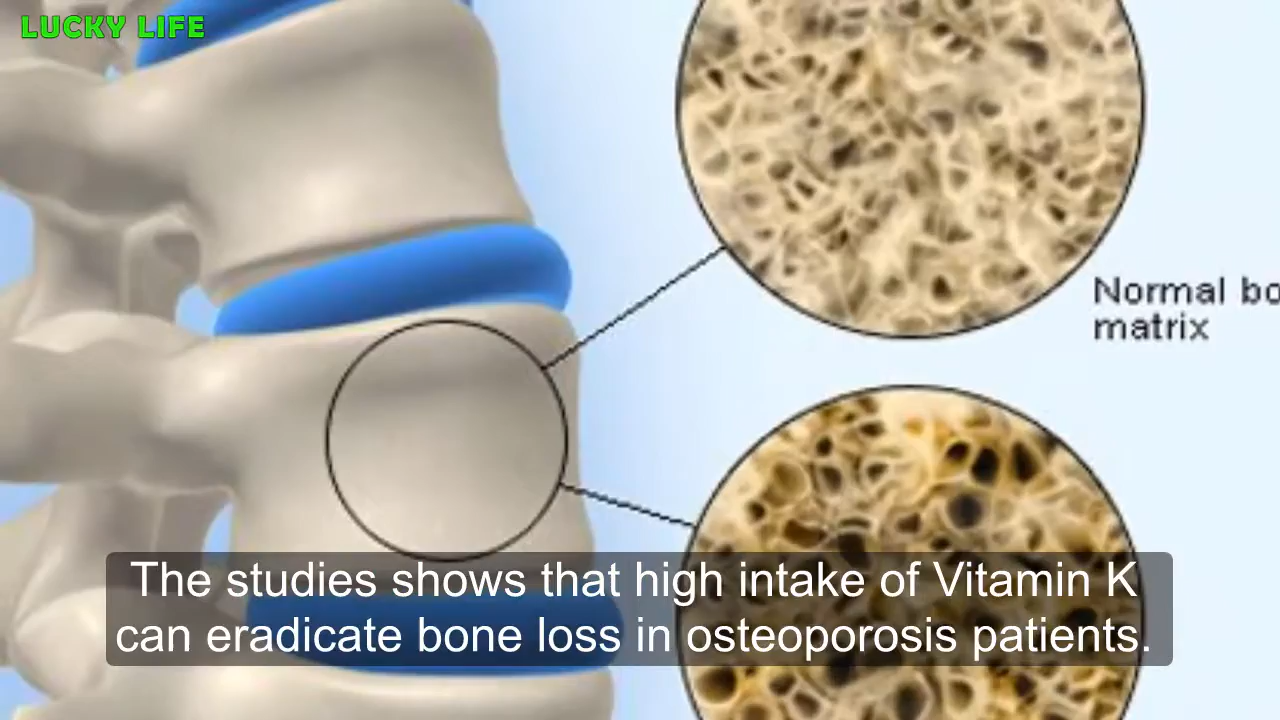 LUCKY LIFE
Normal
matrix
The studies shows that high intake of Vitamin K
can eradicate bone loss in osteoporosis patients.